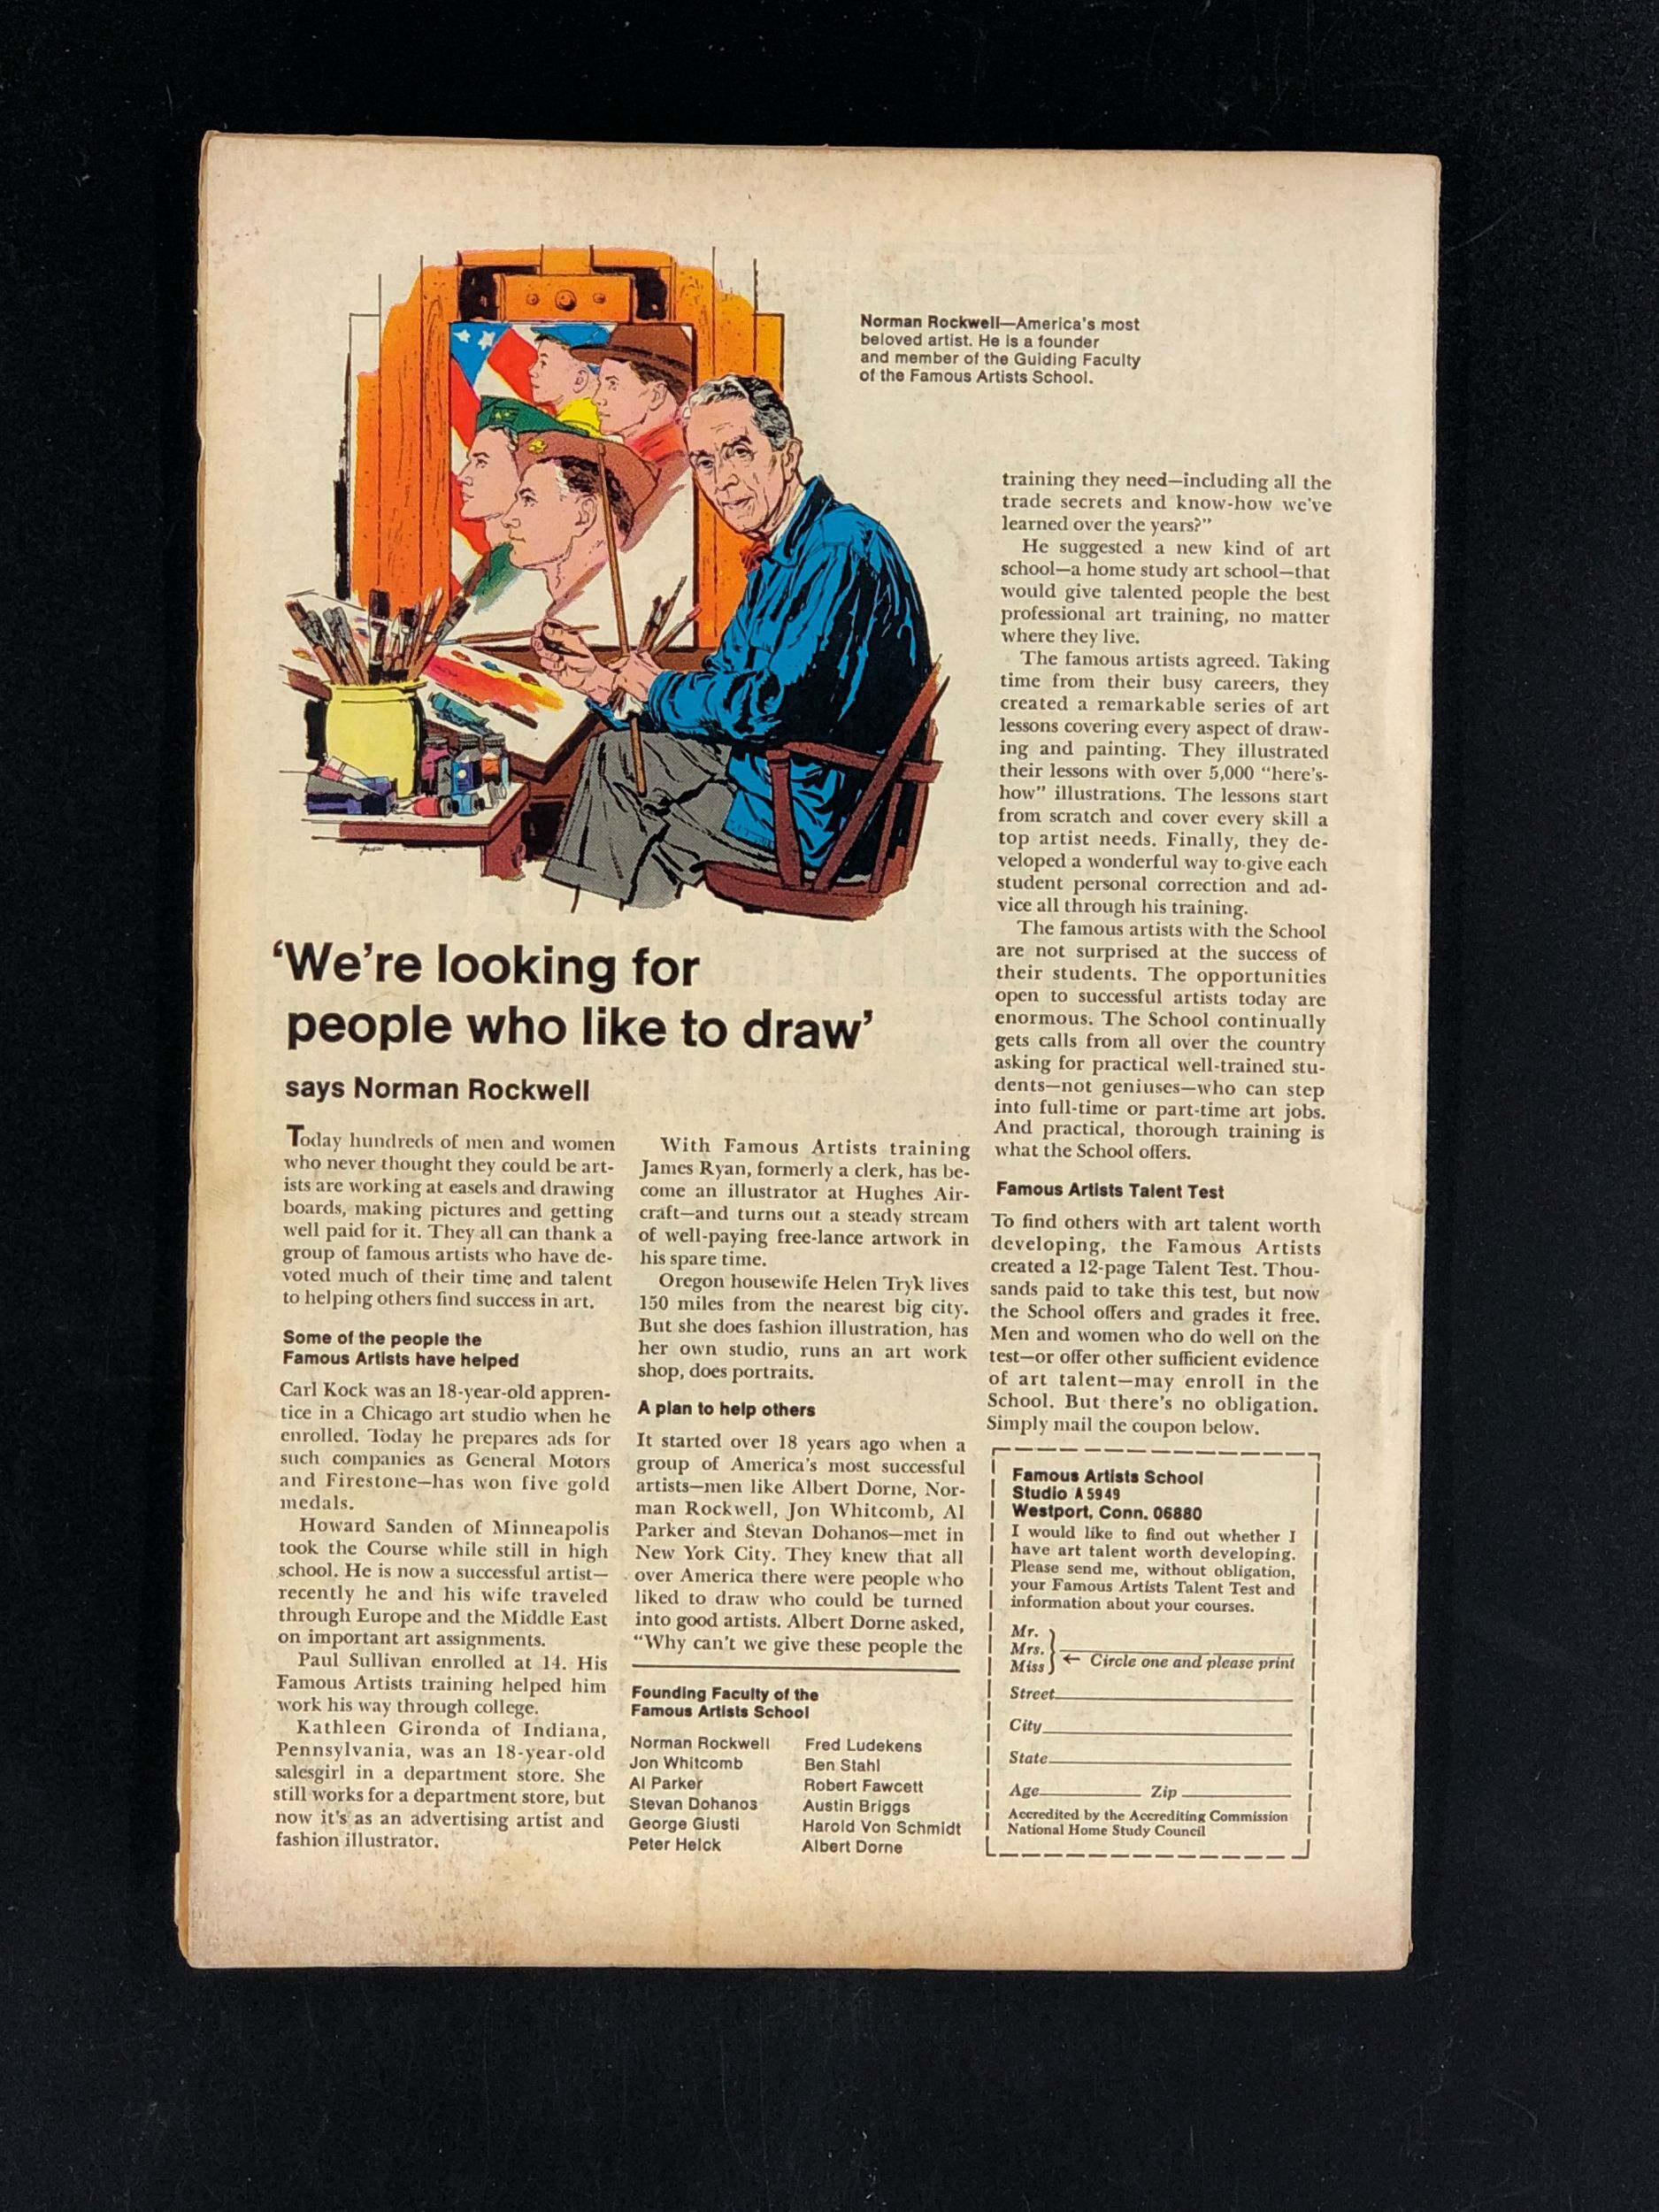 Norman Rockwell—America's most
beloved artist. He is a founder
and member of the Guiding Faculty
of the Famous Artists School.
‘We're looking for
people who like to draw’
says Norman Rockwell
Today hundreds of men and women
who never thought they could be art-
ists are working at easels and drawing
boards, making pictures and getting
well paid for it. They all can thank a
group of famous artists who have de-
voted much of their time and talent
to helping others find success in art.
Some of the people the
Famous Artists have helped
Carl Kock was an 18-year-old appren-
tice in a Chicago art studio when he
enrolled. Today he prepares ads for
such companies as General Motors
and Firestone—has won five gold
medals.
Howard Sanden of Minneapolis
took the Course while still in high
school. He is now a successful artist—
recently he and his wife traveled
through Europe and the Middle East
on important art assignments.
Paul Sullivan enrolled at 14. His
Famous Artists training helped him
work his way through college.
Kathleen Gironda of Indiana,
Pennsylvania, was an 18-year-old
salesgirl in a department store. She
still works for a department store, but
now it's as an advertising artist and
fashion illustrator.
With Famous Artists training
James Ryan, formerly a clerk, has be-
come an illustrator at Hughes Air-
craft—and turns out a steady stream
of well-paying free-lance artwork in
his spare time.
Oregon housewife Helen Tryk lives
150 miles from the nearest big city.
But she does fashion illustration, has
her own studio, runs an art work
shop, does portraits.
A plan to help others
It started over 18 years ago when a
group of America's most successful
artists—men like Albert Dorne, Nor-
man Rockwell, Jon Whitcomb, Al
Parker and Stevan Dohanos—met in
New York City. They knew that all
over America there were people who
liked to draw who could be turned
into good artists. Albert Dorne asked,
“Why can't we give these people the
training they need—including all the
trade secrets and know-how we've
learned over the years?”
He suggested a new kind of art
school—a home study art school—that
would give talented people the best
professional art training, no matter
where they live.
The famous artists agreed. Taking
time from their busy careers, they
created a remarkable series of art
lessons covering every aspect of draw-
ing and painting. They illustrated
their lessons with over 5,000 “here's-
how” illustrations. The lessons start
from scratch and cover every skill a
top artist needs. Finally, they de-
veloped a wonderful way to give each
student personal correction and ad-
vice all through his training.
The famous artists with the School
are not surprised at the success of
their students. The opportunities
open to successful artists today are
enormous. The School continually
gets calls from all over the country
asking for practical well-trained stu-
dents—not geniuses—who can step
into full-time or part-time art jobs.
And practical, thorough training is
what the School offers.
Famous Artists Talent Test
To find others with art talent worth
developing, the Famous Artists
created a 12-page Talent Test. Thou-
sands paid to take this test, but now
the School offers and grades it free.
Men and women who do well on the
test—or offer other sufficient evidence
of art talent—may enroll in the
School. But there's no obligation.
Simply mail the coupon below.
Founding Faculty of the
Famous Artists School
Norman Rockwell
Jon Whitcomb
Al Parker
Stevan Dohanos
George Giusti
Peter Helck
Fred Ludekens
Ben Stahl
Robert Fawcett
Austin Briggs
Harold Von Schmidt
Albert Dorne
Famous Artists School
Studio A5949
Westport, Conn. 06880
I would like to find out whether I
have art talent worth developing.
Please send me, without obligation,
your Famous Artists Talent Test and
information about your courses.
Mr.
Mrs.
Miss
← Circle one and please print
Street
City
State
Age Zip
Accredited by the Accrediting Commission
National Home Study Council